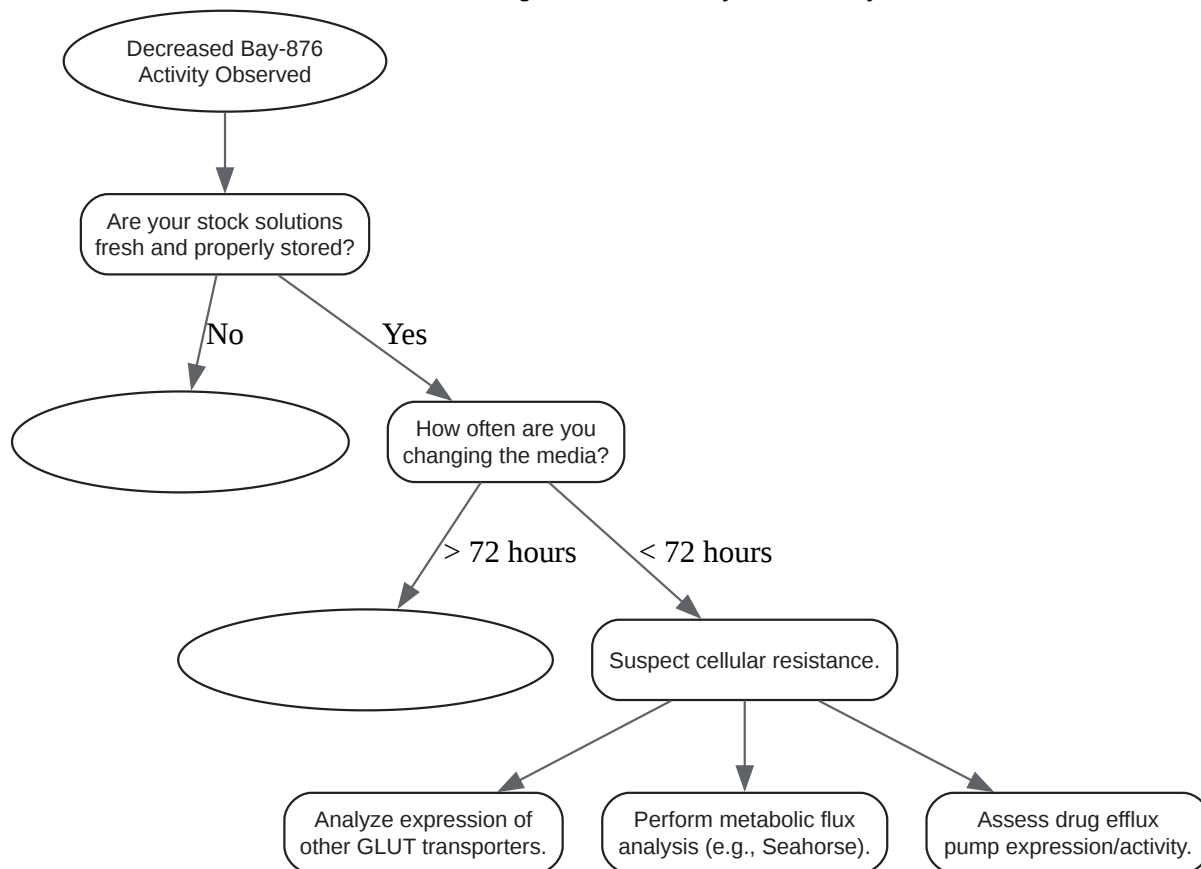 Decreased Bay-876
Activity Observed
Are your stock solutions
fresh and properly stored?
No
Yes
How often are you
changing the media?
> 72 hours
< 72 hours
Suspect cellular resistance.
Analyze expression of
other GLUT transporters.
Perform metabolic flux
analysis (e.g., Seahorse).
Assess drug efflux
pump expression/activity.